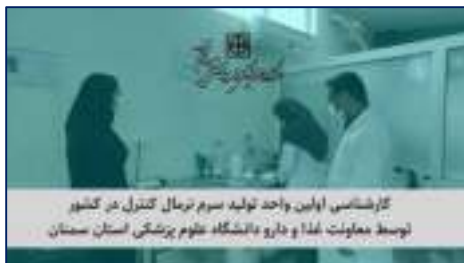 کارشناسی اولین واحد تولید سرم نرمال کنترل در کشور
توسط معاونت غذا و دارو دانشگاه علوم پزشکی استان سمنان